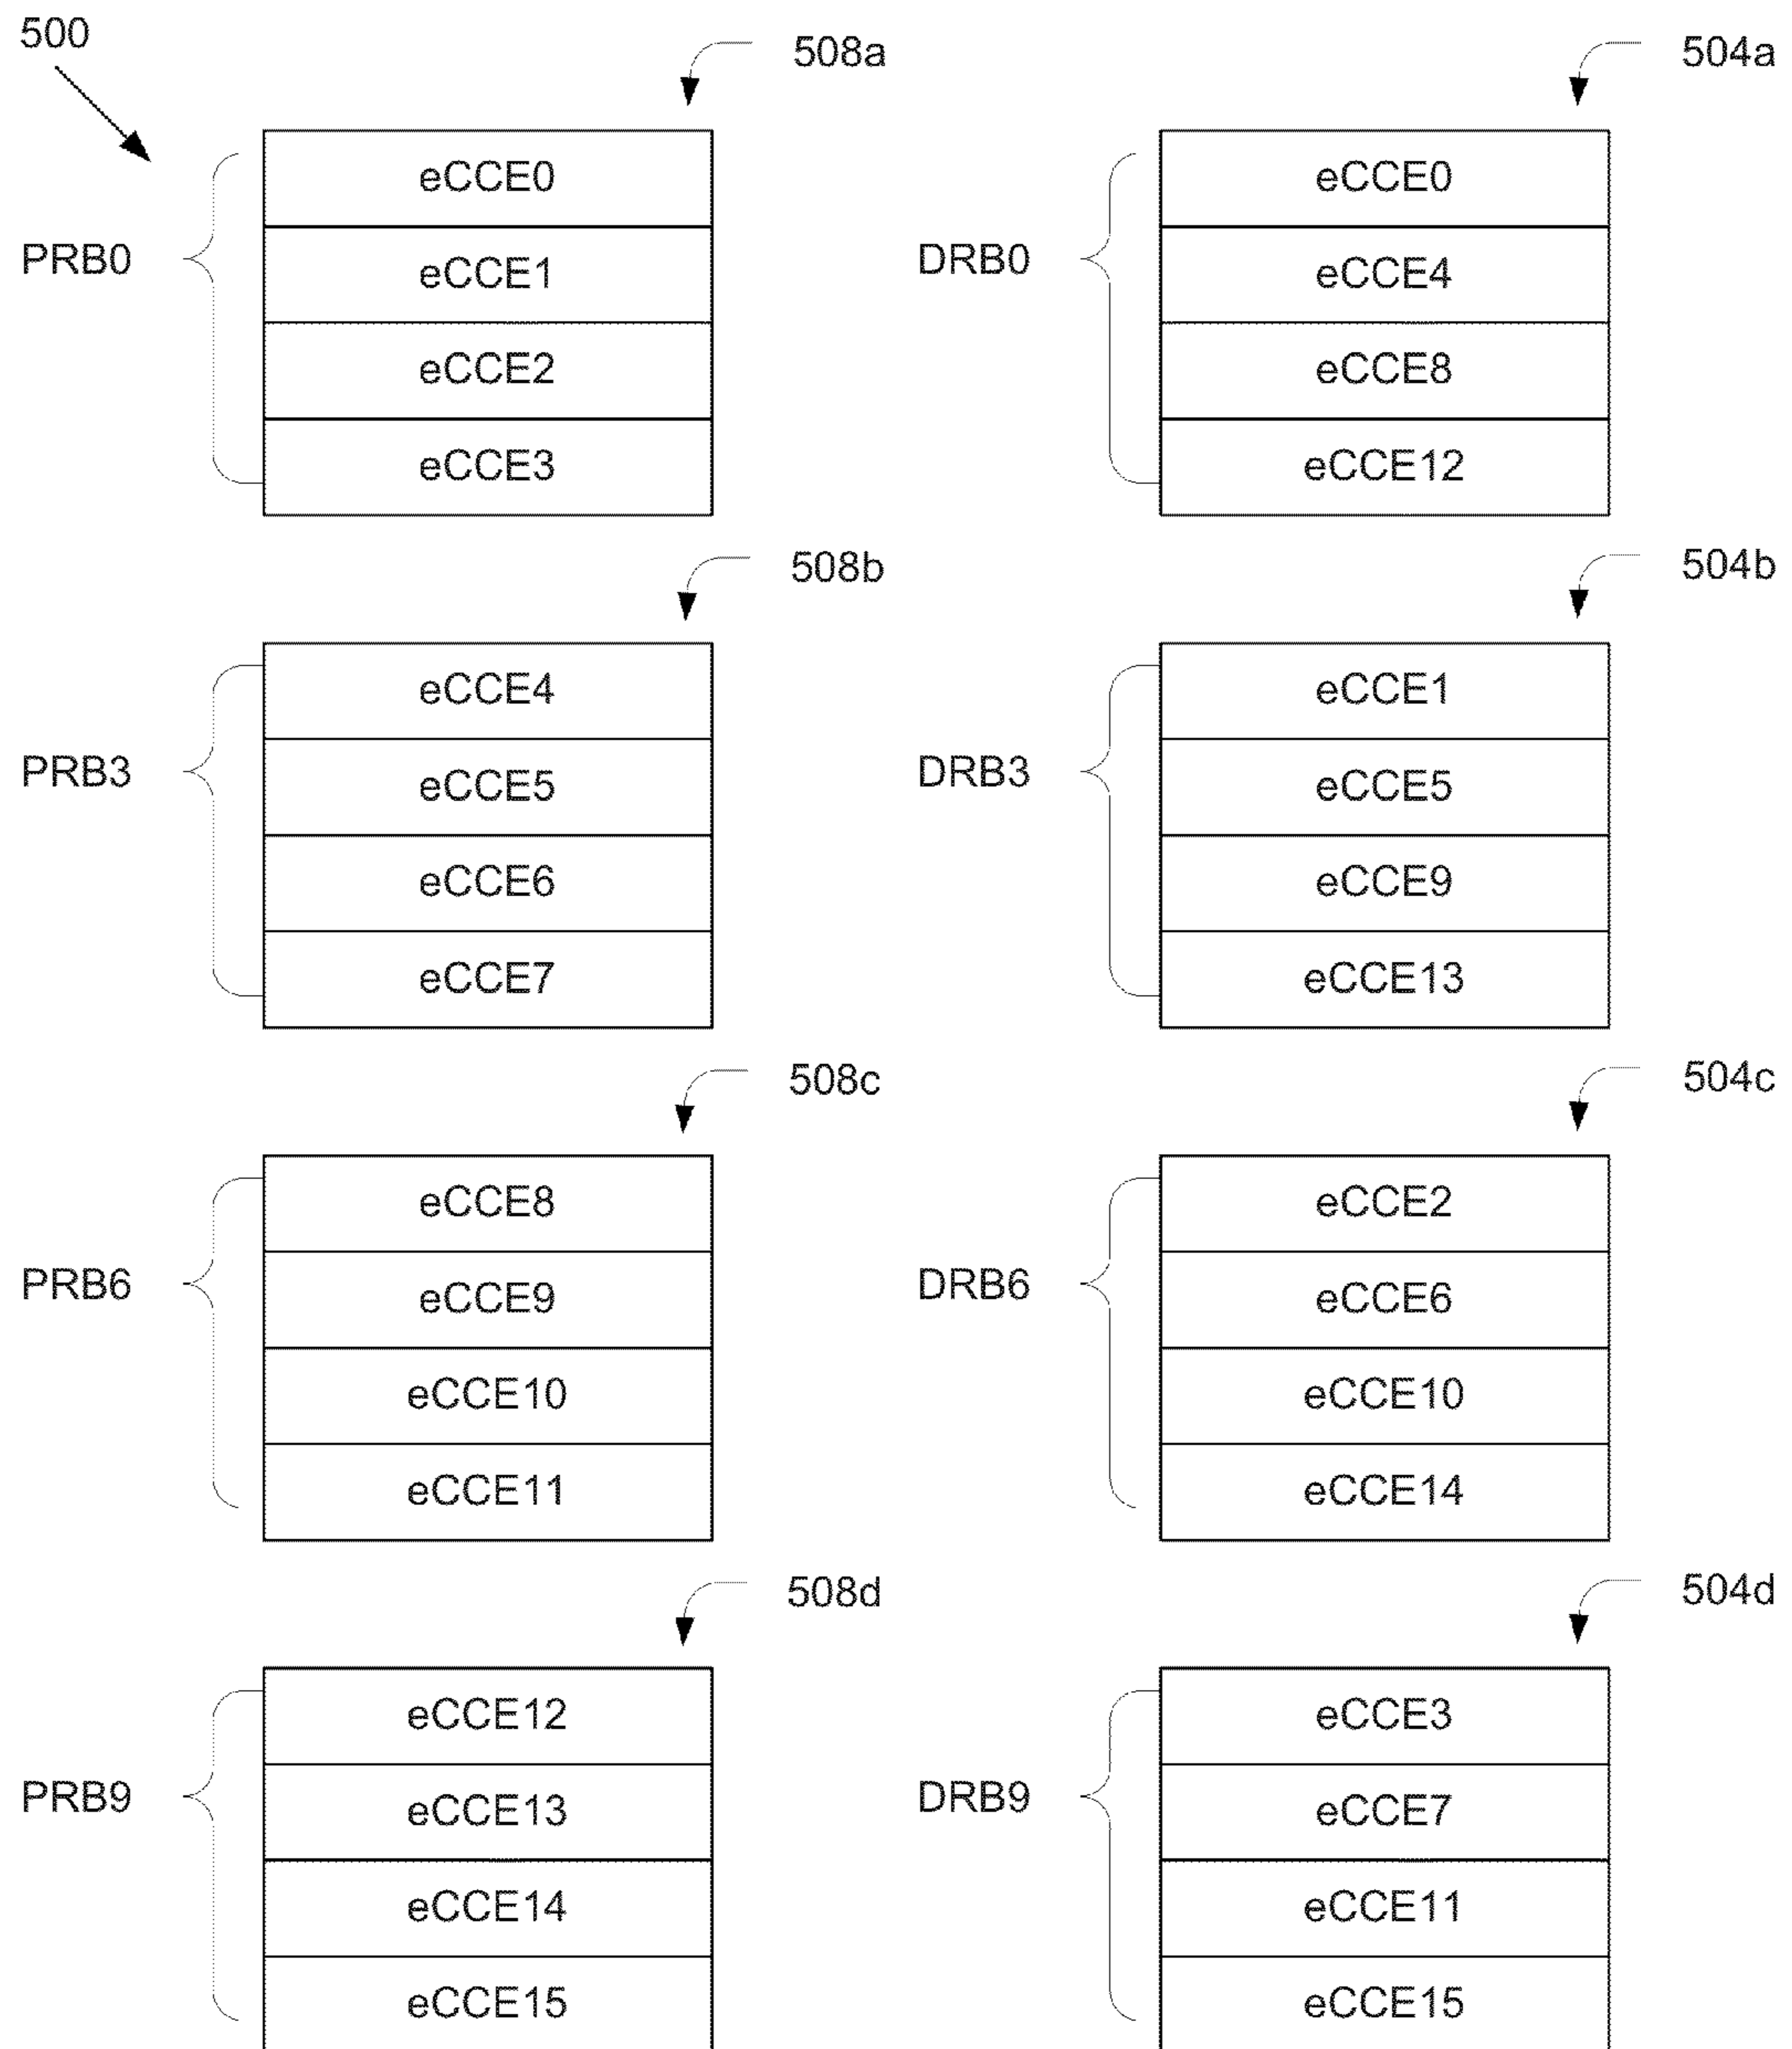 500
508a
504a
PRB0
eCCE0
eCCE1
eCCE2
eCCE3
DRB0
eCCE0
eCCE4
eCCE8
eCCE12
508b
504b
PRB3
eCCE4
eCCE5
eCCE6
eCCE7
DRB3
eCCE1
eCCE5
eCCE9
eCCE13
508c
504c
PRB6
eCCE8
eCCE9
eCCE10
eCCE11
DRB6
eCCE2
eCCE6
eCCE10
eCCE14
508d
504d
PRB9
eCCE12
eCCE13
eCCE14
eCCE15
DRB9
eCCE3
eCCE7
eCCE11
eCCE15